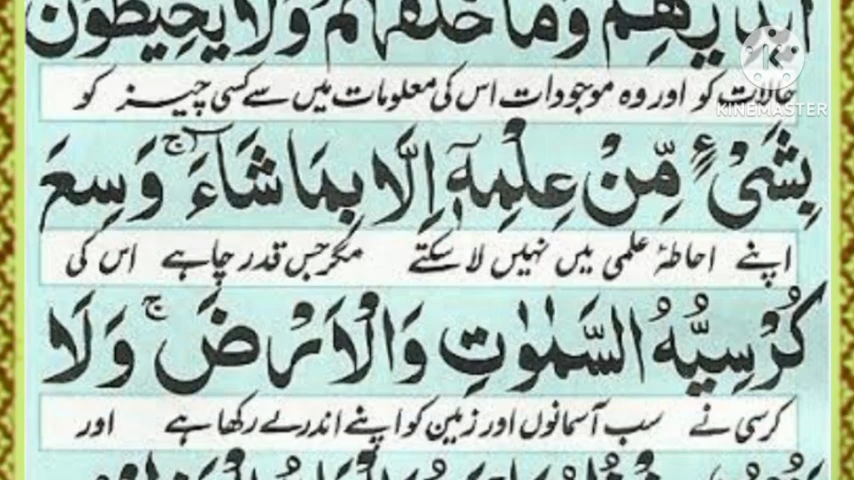 وَمَا خَلْفَهُمْ وَلَا يُحِيطُونَ
حالات کو اور وہ موجودات اس کی معلومات میں سے کسی چیز کو
KINEMASTER
بِشَیْءٍ مِّنْ عِلْمِهٖۤ اِلَّا بِمَا شَآءَ ۚ وَسِعَ
اپنے احاطۂ علمی میں نہیں لا سکتے مگر جس قدر چاہے اس کی
کُرْسِیُّهُ السَّمٰوٰتِ وَالْاَرْضَ ۚ وَلَا
کرسی نے سب آسمانوں اور زمین کو اپنے اندر لے رکھا ہے اور